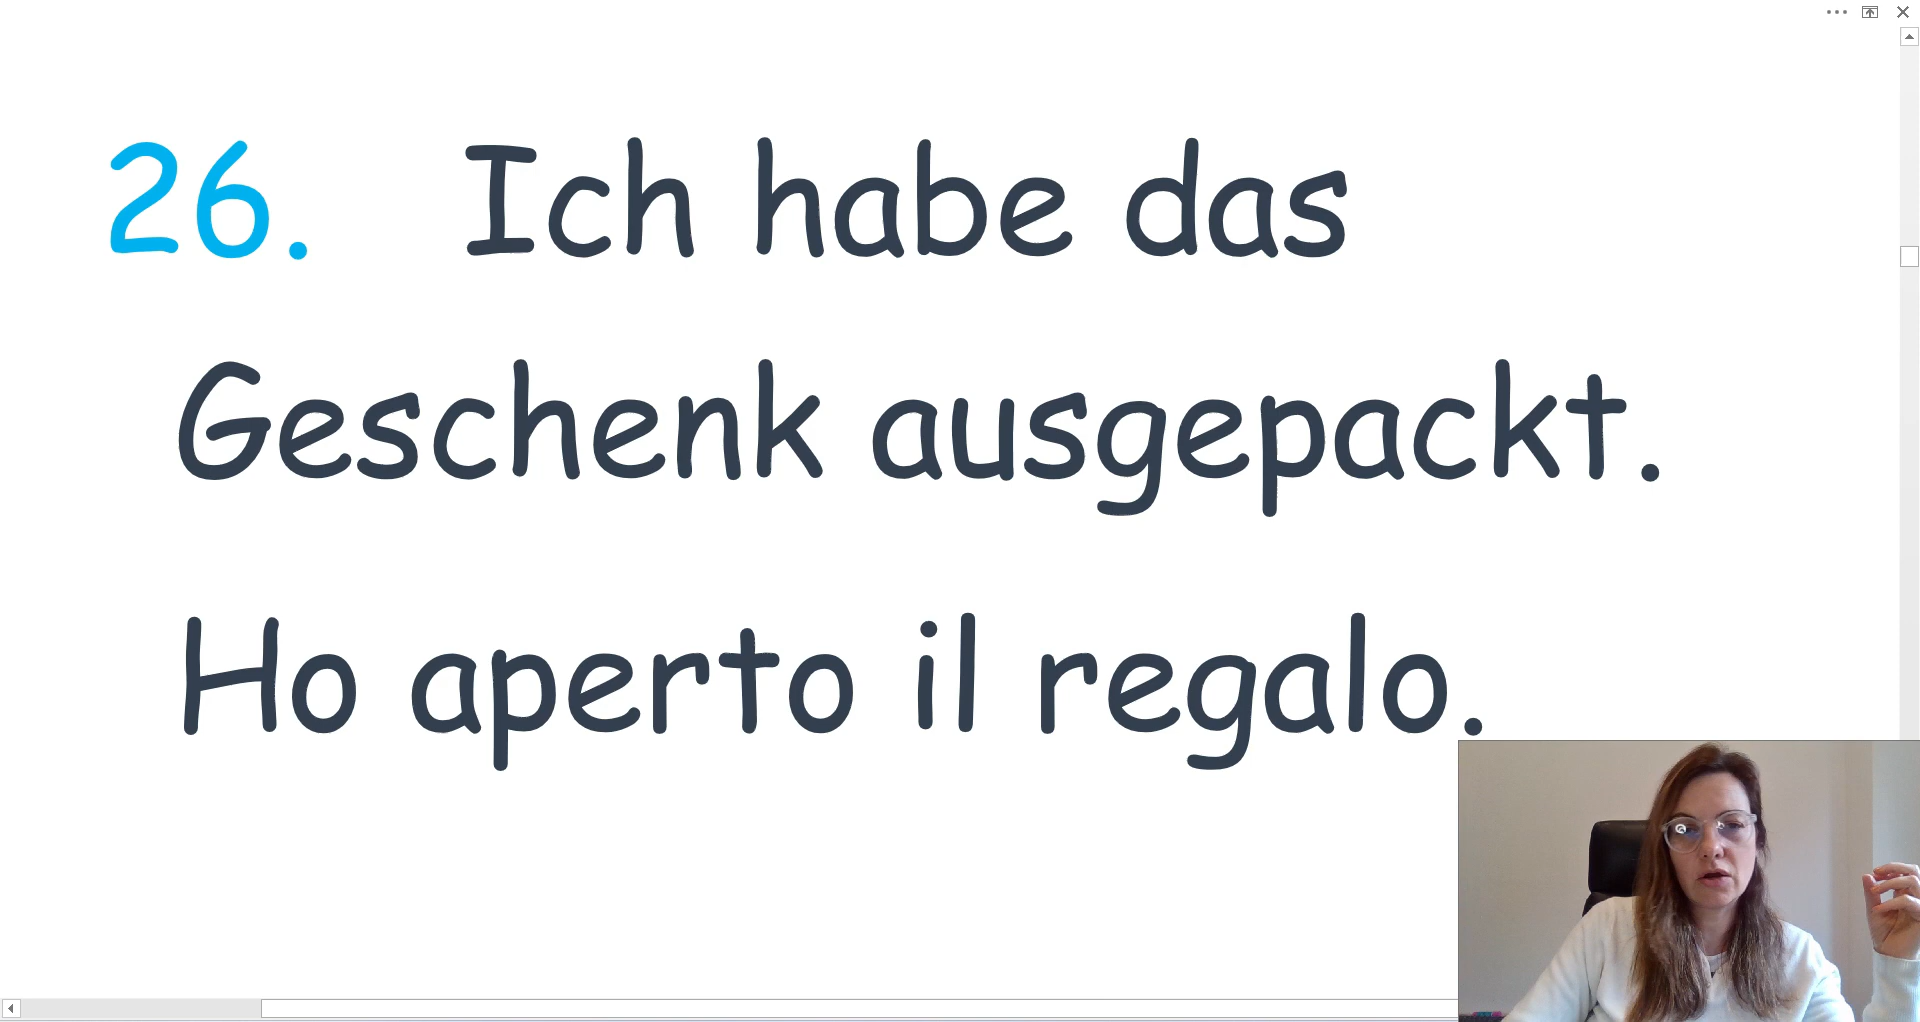 26. Ich habe das
Geschenk ausgepackt.
Ho aperto il regalo.